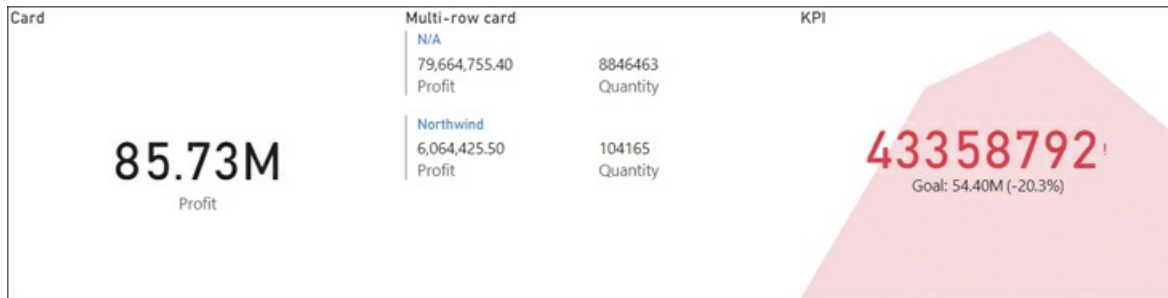 Card
85.73M
Profit
Multi-row card
N/A
79,664,755.40 8846463
Profit Quantity
Northwind
6,064,425.50 104165
Profit Quantity
KPI
43358792!
Goal: 54.40M (-20.3%)